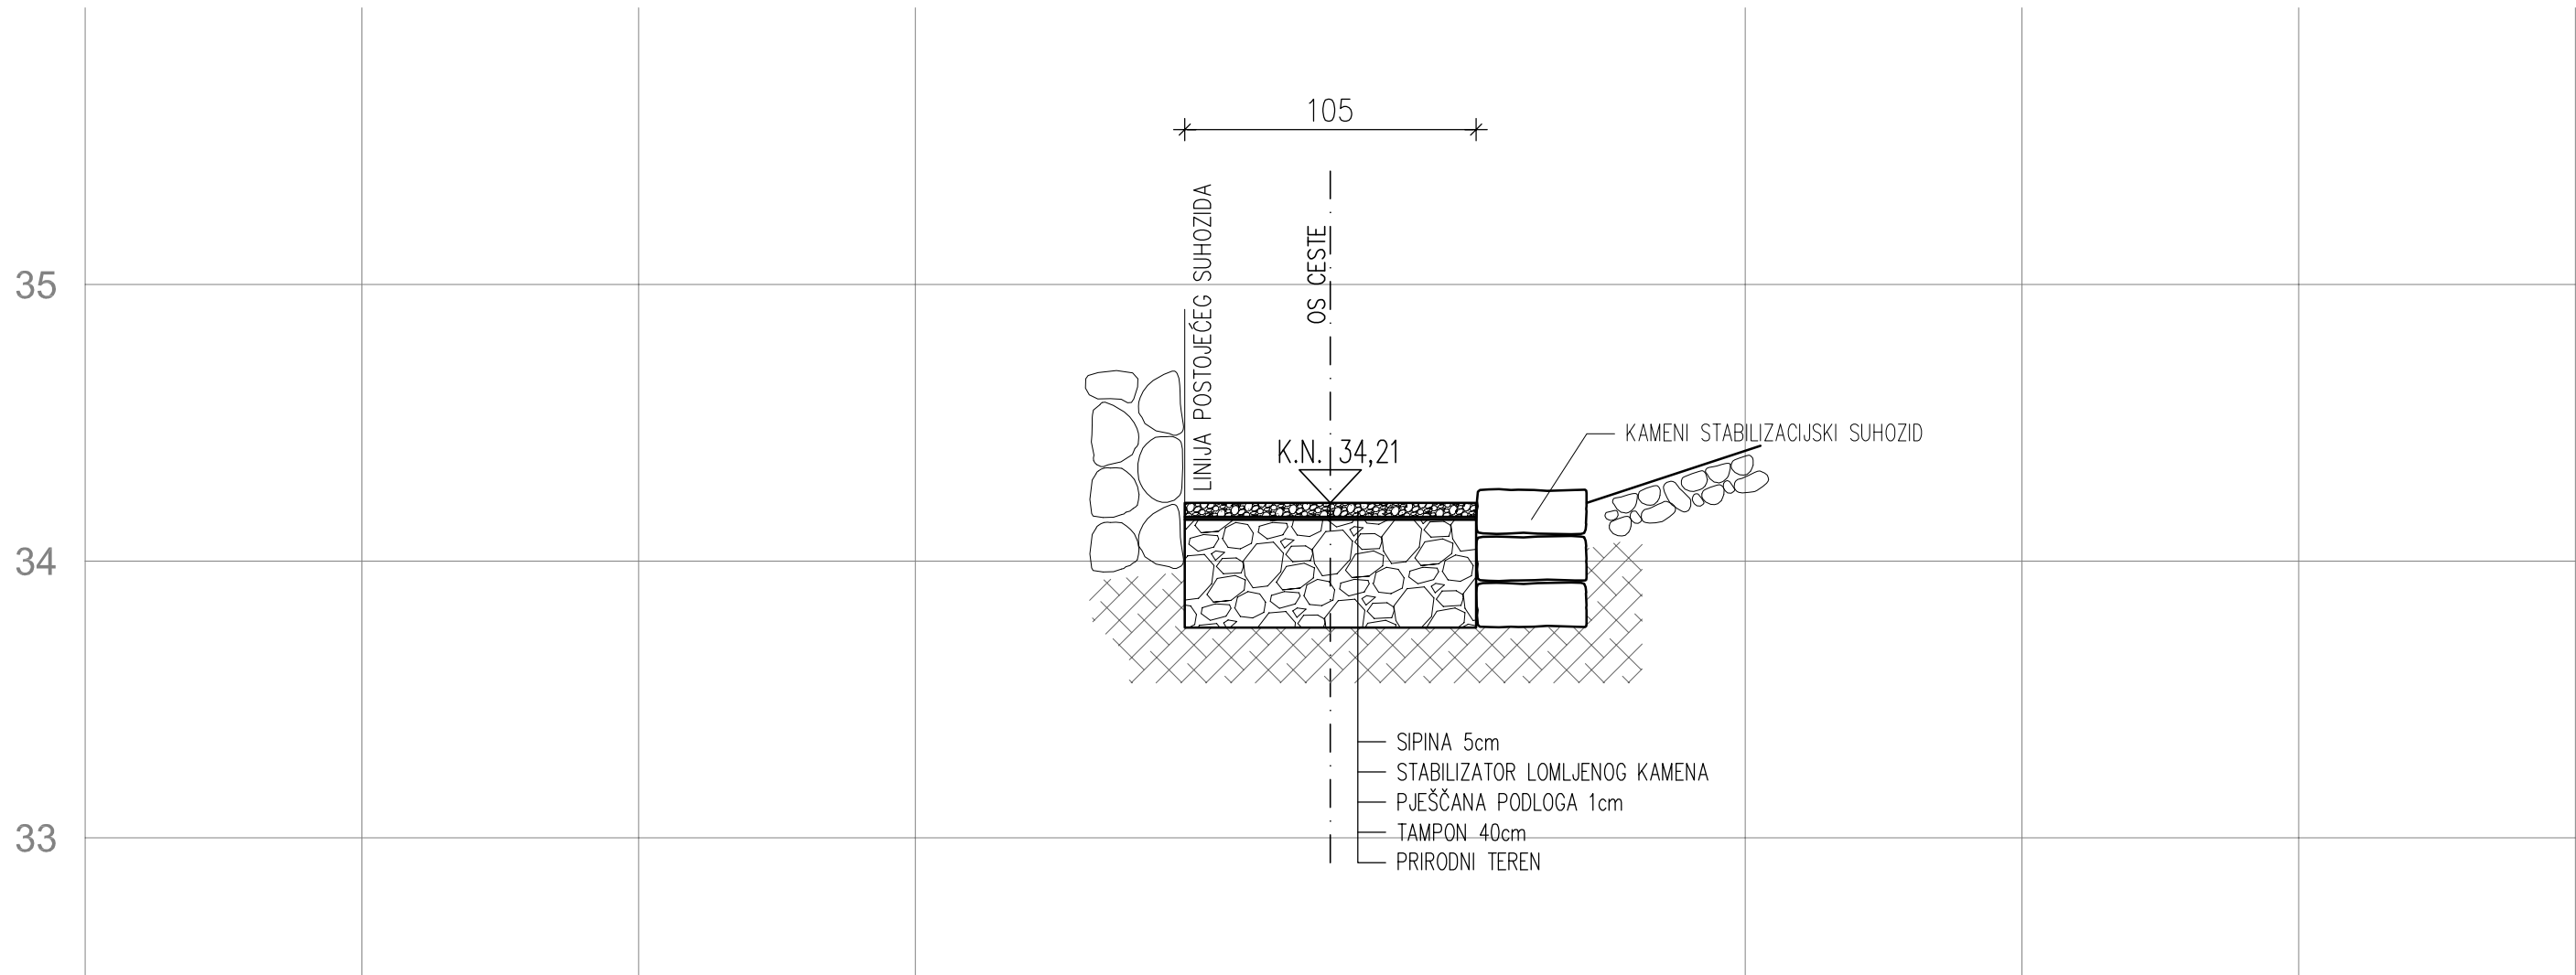 105
LINIJA POSTOJEĆEG SUHOZIDA
OS CESTE
35
KAMENI STABILIZACIJSKI SUHOZID
K.N. 34,21
34
SIPINA 5cm
STABILIZATOR LOMLJENOG KAMENA
PJEŠČANA PODLOGA 1cm
33
TAMPON 40cm
PRIRODNI TEREN